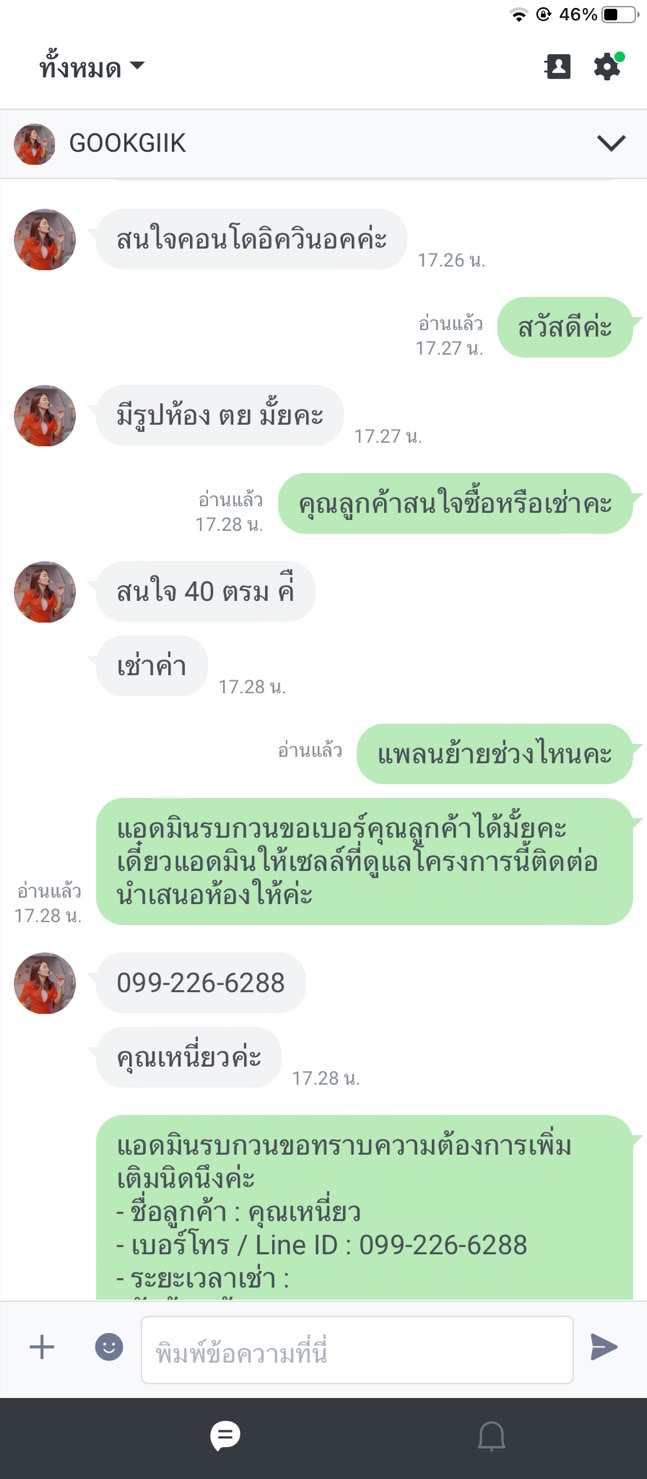 46%
ทั้งหมด
GOOKGIIK
สนใจคอนโดอิควินอคค่ะ
17.26 น.
อ่านแล้ว
17.27 น.
สวัสดีค่ะ
มีรูปห้อง ตย มั้ยคะ
17.27 น.
อ่านแล้ว
17.28 น.
คุณลูกค้าสนใจซื้อหรือเช่าคะ
สนใจ 40 ตรม ค่ื
เช่าค่า
17.28 น.
อ่านแล้ว
แพลนย้ายช่วงไหนคะ
แอดมินรบกวนขอเบอร์คุณลูกค้าได้มั้ยคะ
เดี๋ยวแอดมินให้เซลล์ที่ดูแลโครงการนี้ติดต่อ
นำเสนอห้องให้ค่ะ
อ่านแล้ว
17.28 น.
099-226-6288
คุณเหนี่ยวค่ะ
17.28 น.
แอดมินรบกวนขอทราบความต้องการเพิ่ม
เติมนิดนึงค่ะ
- ชื่อลูกค้า : คุณเหนี่ยว
- เบอร์โทร / Line ID : 099-226-6288
- ระยะเวลาเช่า :
พิมพ์ข้อความที่นี่